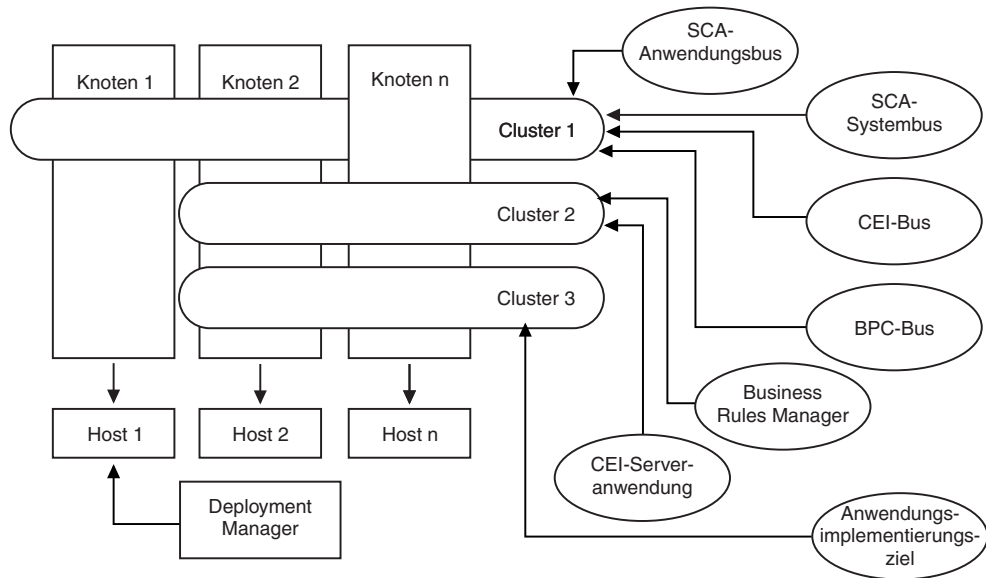 Knoten 1
Knoten 2
Knoten n
SCA-
Anwendungsbus
Cluster 1
SCA-
Systembus
Cluster 2
CEI-Bus
Cluster 3
BPC-Bus
Business
Rules Manager
Host 1
Host 2
Host n
CEI-Server-
anwendung
Deployment
Manager
Anwendungs-
implementierungs-
ziel